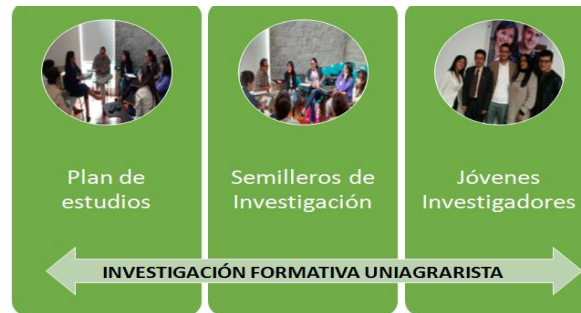 Plan de
estudios
Semilleros de
Investigación
Jóvenes
Investigadores
INVESTIGACIÓN FORMATIVA UNIAGRARISTA